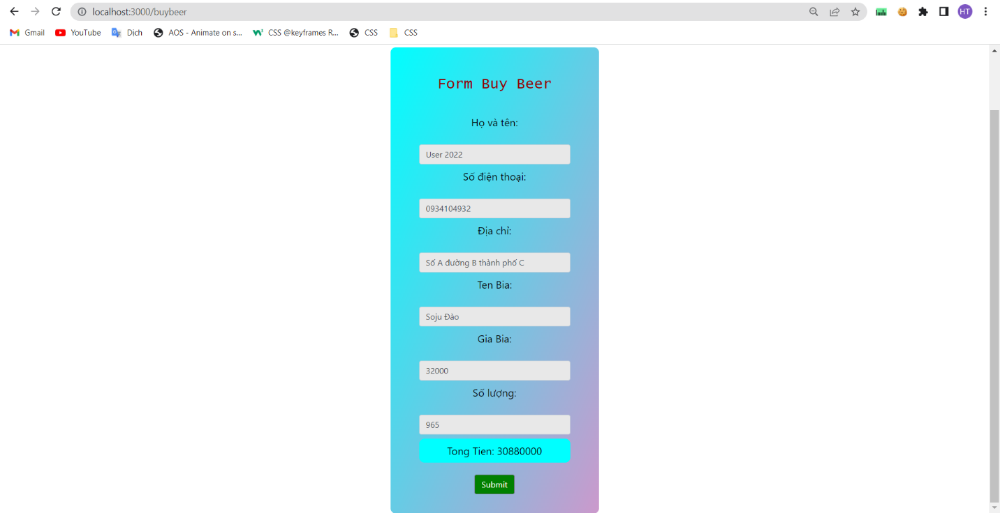 localhost:3000/buybeer
HT
Gmail YouTube Dịch AOS - Animate on s... CSS @keyframes R... CSS CSS
Form Buy Beer
Họ và tên:
User 2022
Số điện thoại:
0934104932
Địa chỉ:
Số A đường B thành phố C
Ten Bia:
Soju Đào
Gia Bia:
32000
Số lượng:
965
Tong Tien: 30880000
Submit